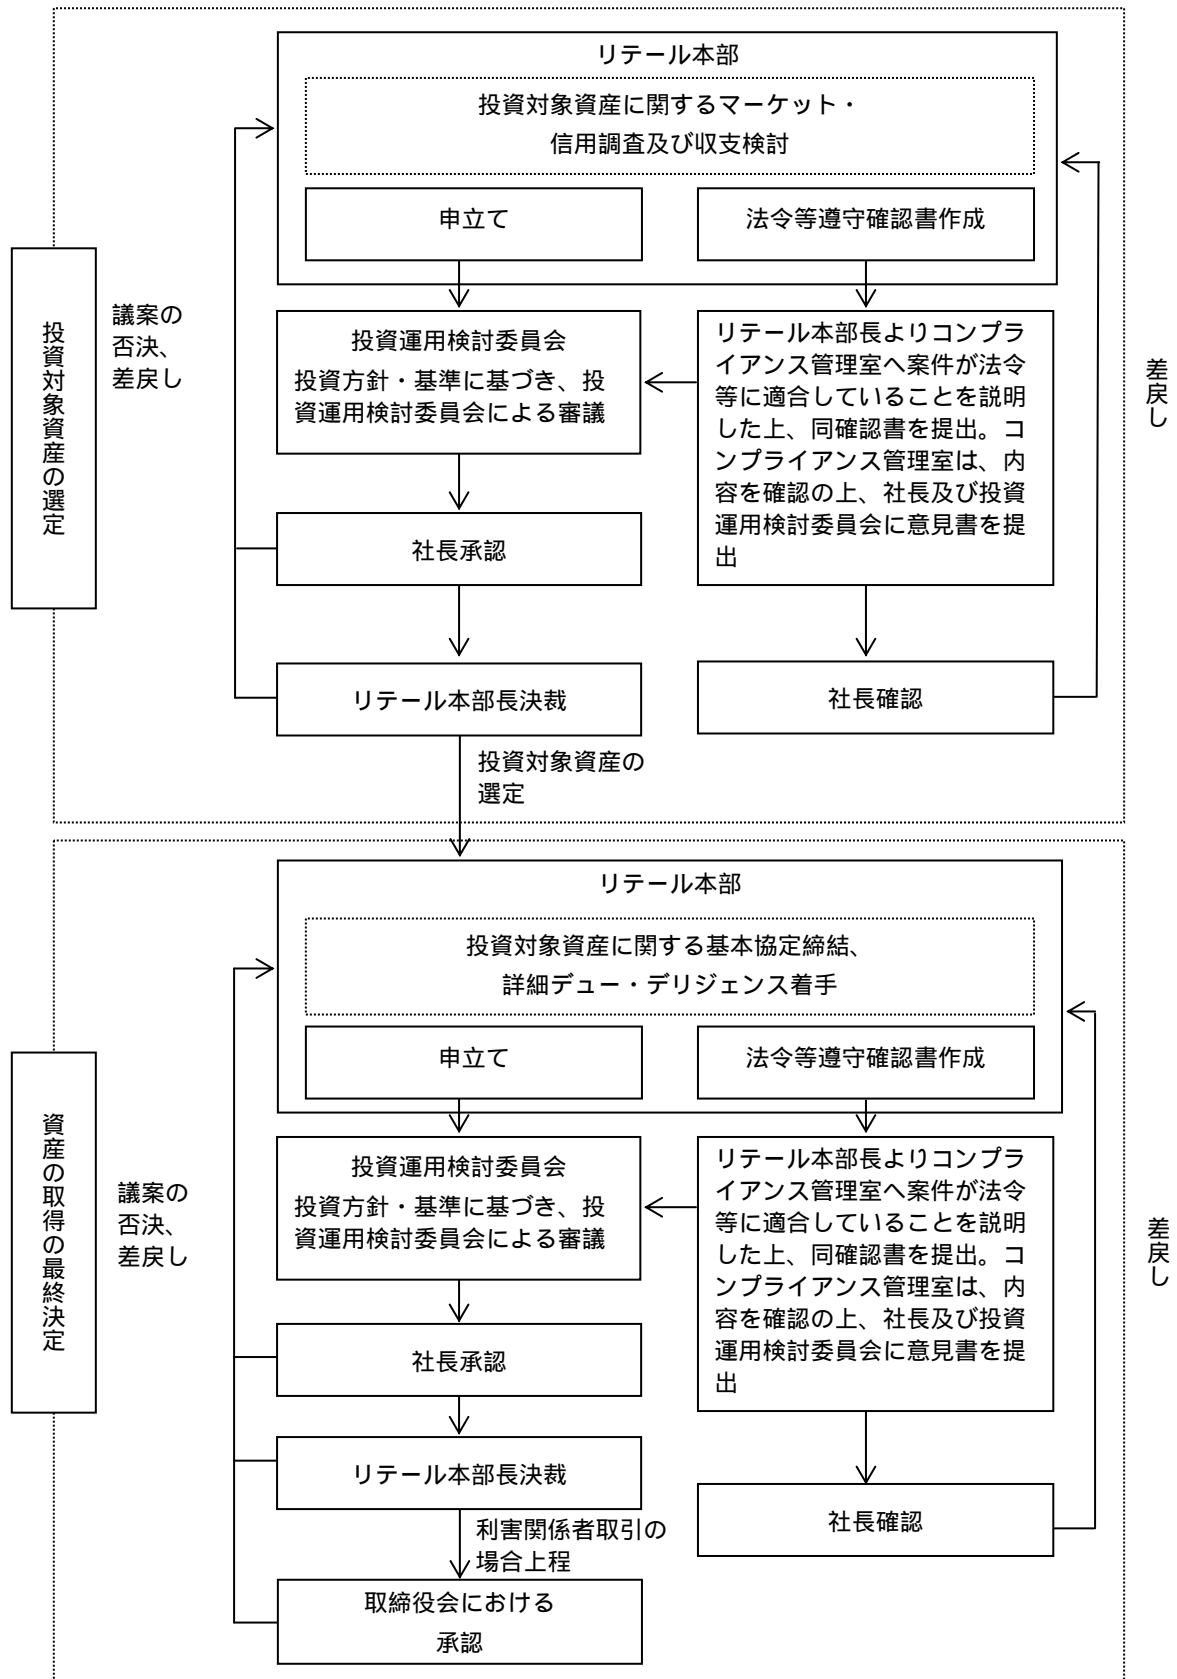 投資対象資産の選定
リテール本部
投資対象資産に関するマーケット・
信用調査及び収支検討
申立て
法令等遵守確認書作成
議案の
否決、
差戻し
投資運用検討委員会
投資方針・基準に基づき、投
資運用検討委員会による審議
リテール本部長よりコンプラ
イアンス管理室へ案件が法令
等に適合していることを説明
した上、同確認書を提出。コ
ンプライアンス管理室は、内
容を確認の上、社長及び投資
運用検討委員会に意見書を提
出
差戻し
社長承認
リテール本部長決裁
社長確認
投資対象資産の
選定
資産の取得の最終決定
リテール本部
投資対象資産に関する基本協定締結、
詳細デュー・デリジェンス着手
申立て
法令等遵守確認書作成
議案の
否決、
差戻し
投資運用検討委員会
投資方針・基準に基づき、投
資運用検討委員会による審議
リテール本部長よりコンプラ
イアンス管理室へ案件が法令
等に適合していることを説明
した上、同確認書を提出。コ
ンプライアンス管理室は、内
容を確認の上、社長及び投資
運用検討委員会に意見書を提
出
差戻し
社長承認
リテール本部長決裁
社長確認
利害関係者取引の
場合上程
取締役会における
承認